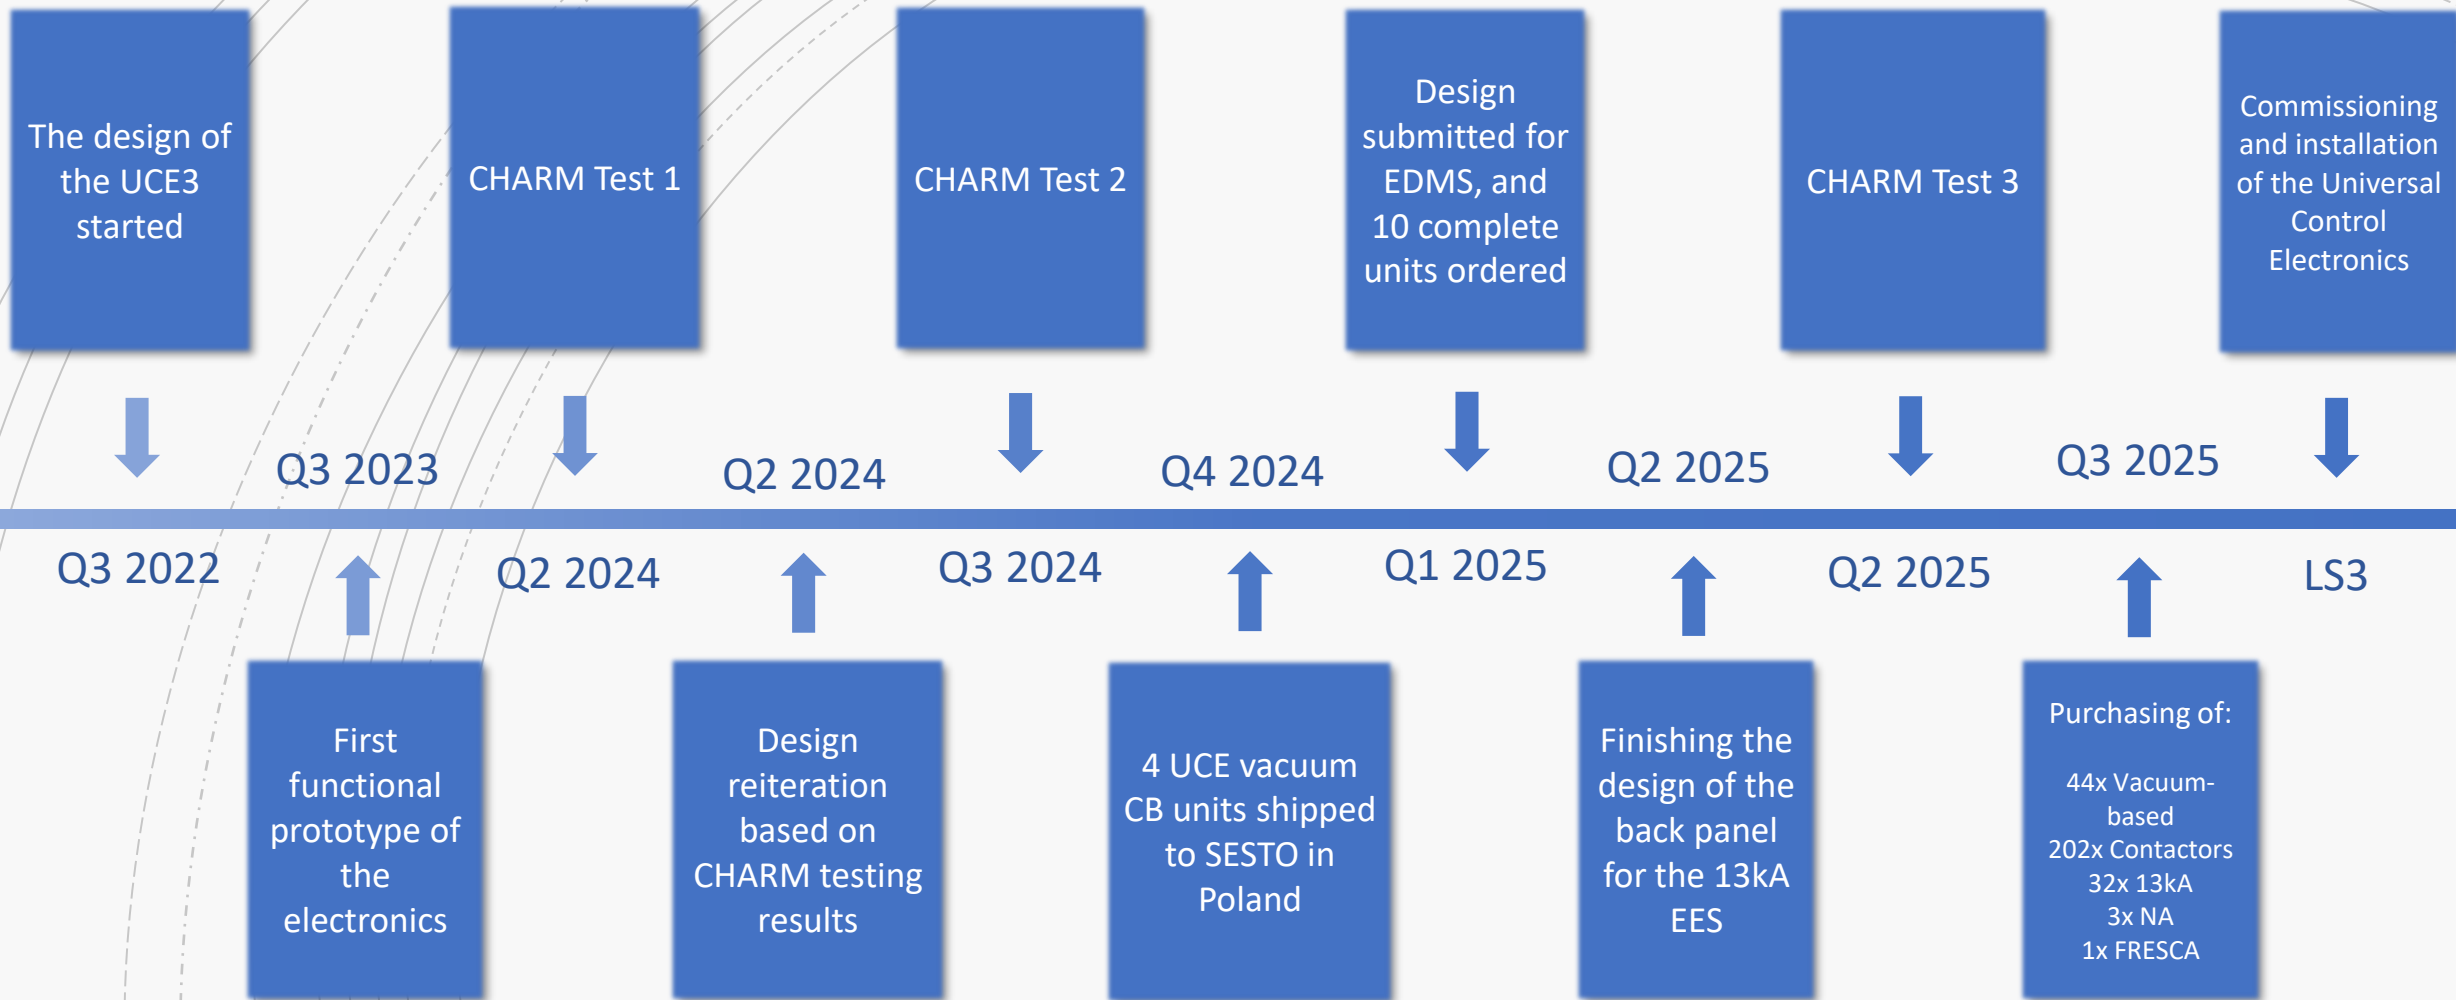 The design of
the UCE3
started
CHARM Test 1
CHARM Test 2
Design
submitted for
EDMS, and
10 complete
units ordered
CHARM Test 3
Commissioning
and installation
of the Universal
Control
Electronics
Q3 2023
Q2 2024
Q4 2024
Q2 2025
Q3 2025
Q3 2022
Q2 2024
Q3 2024
Q1 2025
Q2 2025
LS3
First
functional
prototype of
the
electronics
Design
reiteration
based on
CHARM testing
results
4 UCE vacuum
CB units shipped
to SESTO in
Poland
Finishing the
design of the
back panel
for the 13kA
EES
Purchasing of:
44x Vacuum-
based
202x Contactors
32x 13kA
3x NA
1x FRESCA